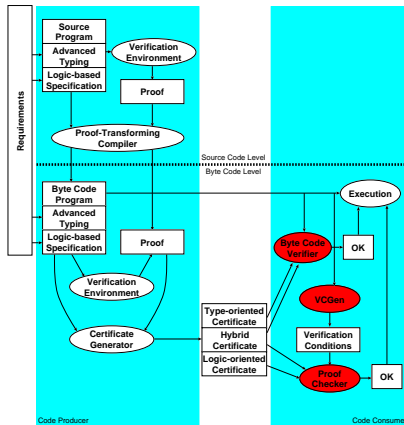 Requirements
Source
Program
Advanced
Typing
Logic-based
Specification
Verification
Environment
Proof
Proof-Transforming
Compiler
Source Code Level
Byte Code Level
Byte Code
Program
Advanced
Typing
Logic-based
Specification
Proof
Verification
Environment
Certificate
Generator
Type-oriented
Certificate
Hybrid
Certificate
Logic-oriented
Certificate
Execution
Byte Code
Verifier
OK
VCGen
Verification
Conditions
Proof
Checker
OK
Code Producer
Code Consume